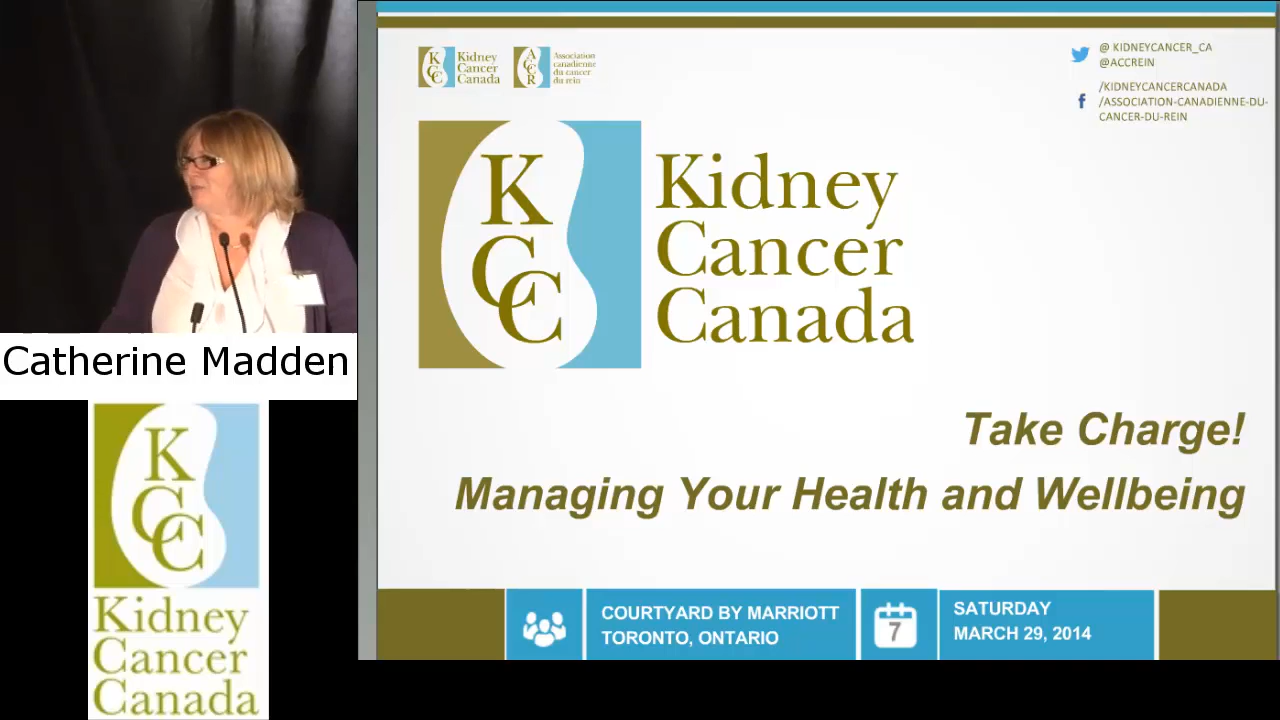 Catherine Madden
K
C
C
Kidney
Cancer
Canada
K
C
C
Kidney
Cancer
Canada
A
C
C
R
Association
canadienne
du cancer
du rein
@ KIDNEYCANCER_CA
@ACCREIN
/KIDNEYCANCERCANADA
/ASSOCIATION-CANADIENNE-DU-
CANCER-DU-REIN
K
C
C
Kidney
Cancer
Canada
Take Charge!
Managing Your Health and Wellbeing
COURTYARD BY MARRIOTT
TORONTO, ONTARIO
7
SATURDAY
MARCH 29, 2014